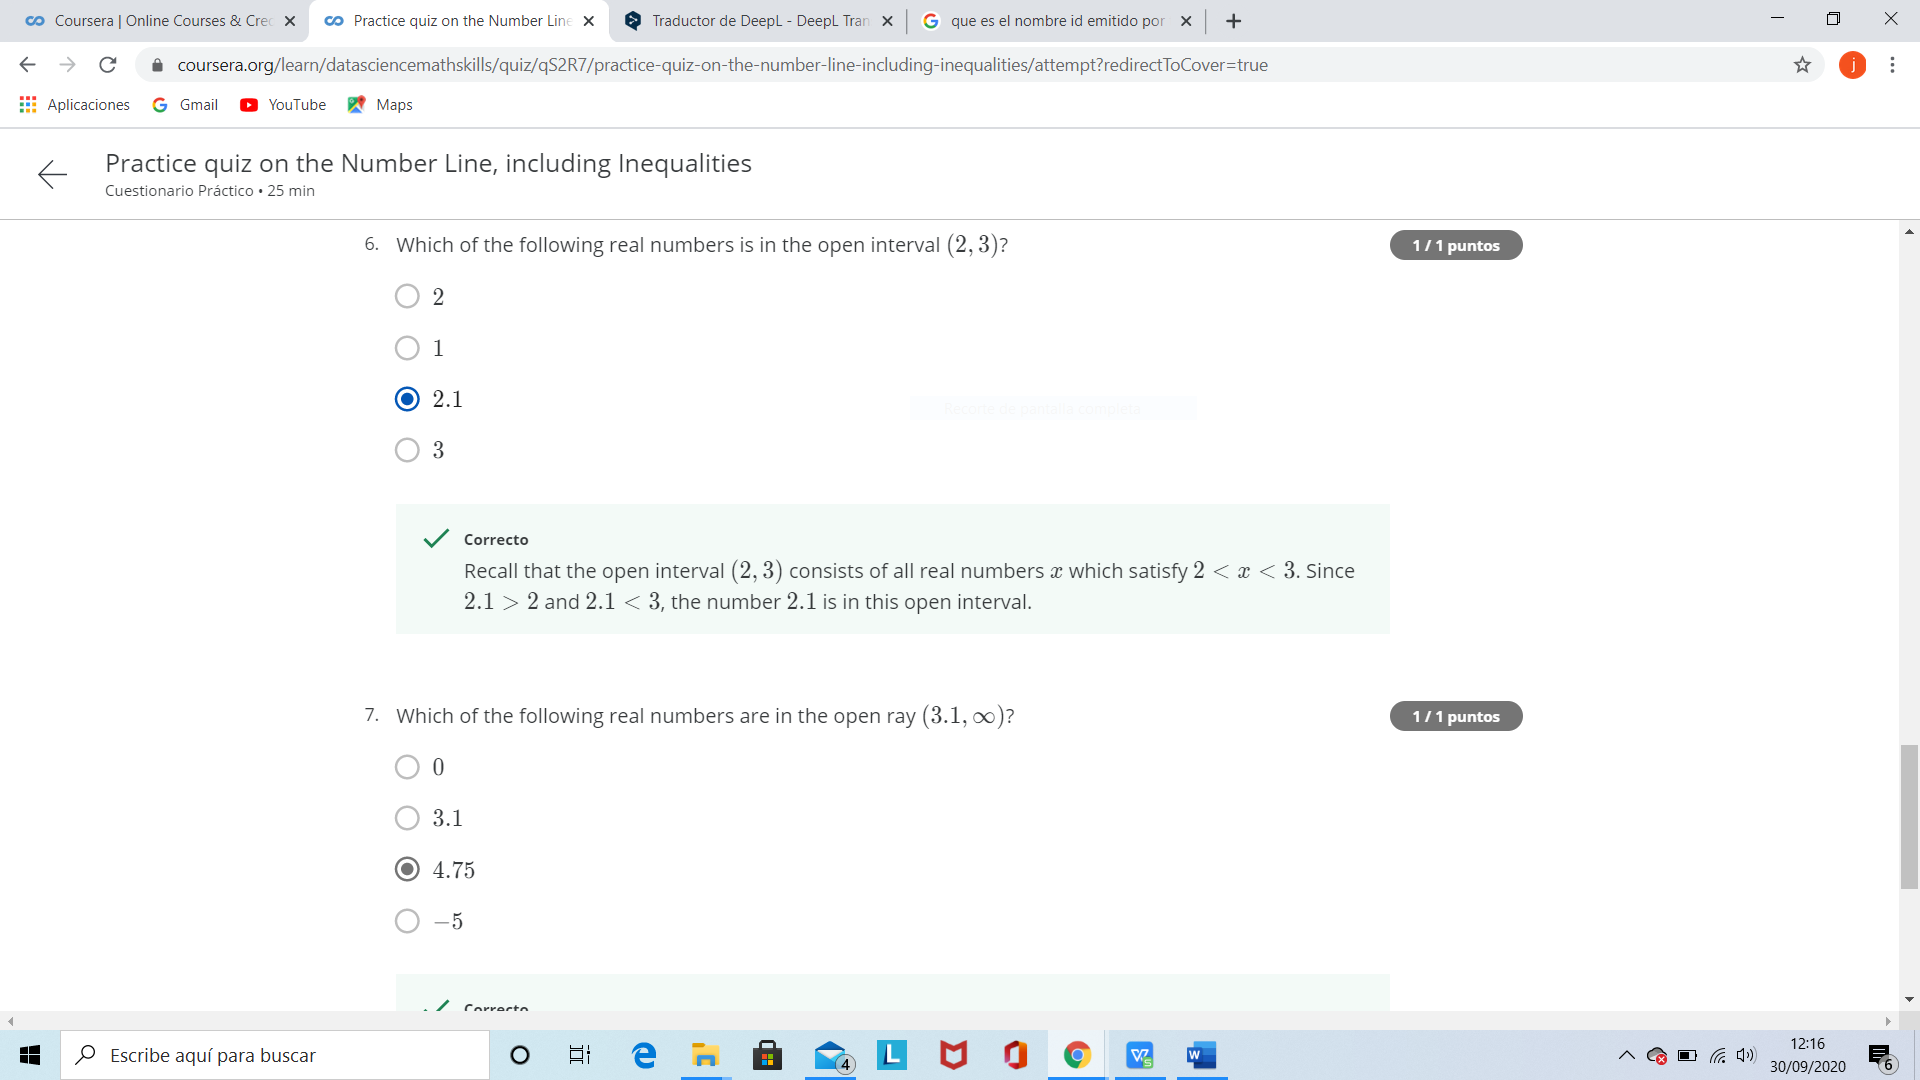 Coursera | Online Courses & Cred
Practice quiz on the Number Line
Traductor de DeepL - DeepL Tran
que es el nombre id emitido por
coursera.org/learn/datasciencemathskills/quiz/qS2R7/practice-quiz-on-the-number-line-including-inequalities/attempt?redirectToCover=true
j
Aplicaciones Gmail YouTube Maps
Practice quiz on the Number Line, including Inequalities
Cuestionario Práctico • 25 min
6. Which of the following real numbers is in the open interval (2, 3)?
1 / 1 puntos
2
1
2.1
3
Recorte de pantalla completa
Correcto
Recall that the open interval (2, 3) consists of all real numbers x which satisfy 2 < x < 3. Since
2.1 > 2 and 2.1 < 3, the number 2.1 is in this open interval.
7. Which of the following real numbers are in the open ray (3.1, ∞)?
1 / 1 puntos
0
3.1
4.75
−5
Correcto
Escribe aquí para buscar
4
L
W
12:16
30/09/2020
6